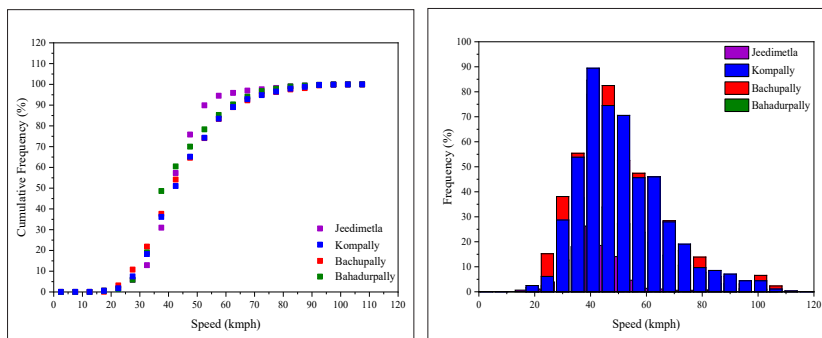 120
110
100
90
80
70
60
50
40
30
20
10
0
Cumulative Frequency (%)
Jeedimetla
Kompally
Bachupally
Bahadurpally
0 10 20 30 40 50 60 70 80 90 100 110 120
Speed (kmph)
100
90
80
70
60
50
40
30
20
10
0
Frequency (%)
Jeedimetla
Kompally
Bachupally
Bahadurpally
0 20 40 60 80 100 120
Speed (kmph)